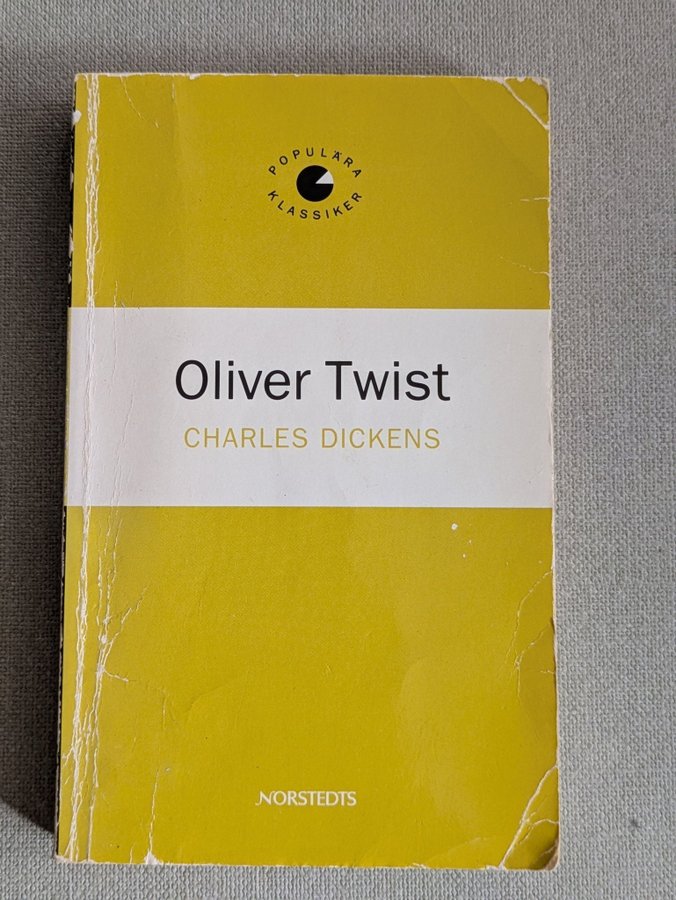 POPULÄRA
KLASSIKER
Oliver Twist
CHARLES DICKENS
NORSTEDTS